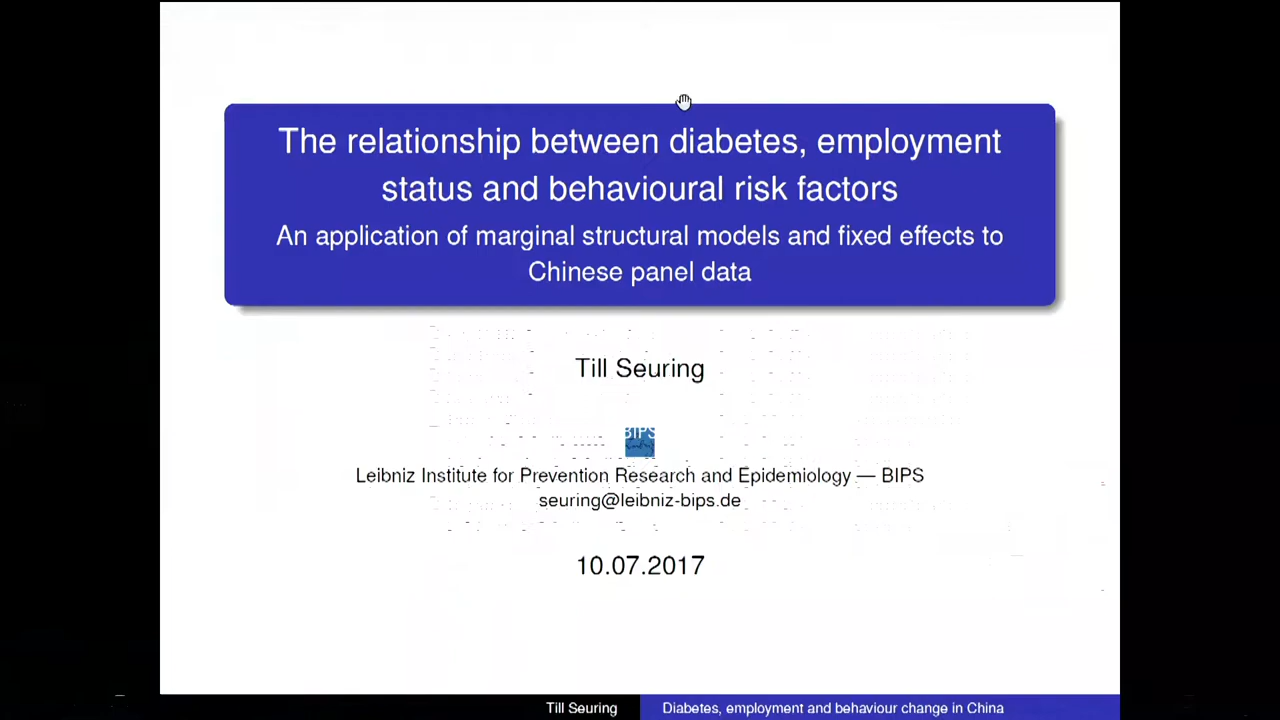 The relationship between diabetes, employment
status and behavioural risk factors
An application of marginal structural models and fixed effects to
Chinese panel data
Till Seuring
BIPS
Leibniz Institute for Prevention Research and Epidemiology — BIPS
seuring@leibniz-bips.de
10.07.2017
Till Seuring
Diabetes, employment and behaviour change in China